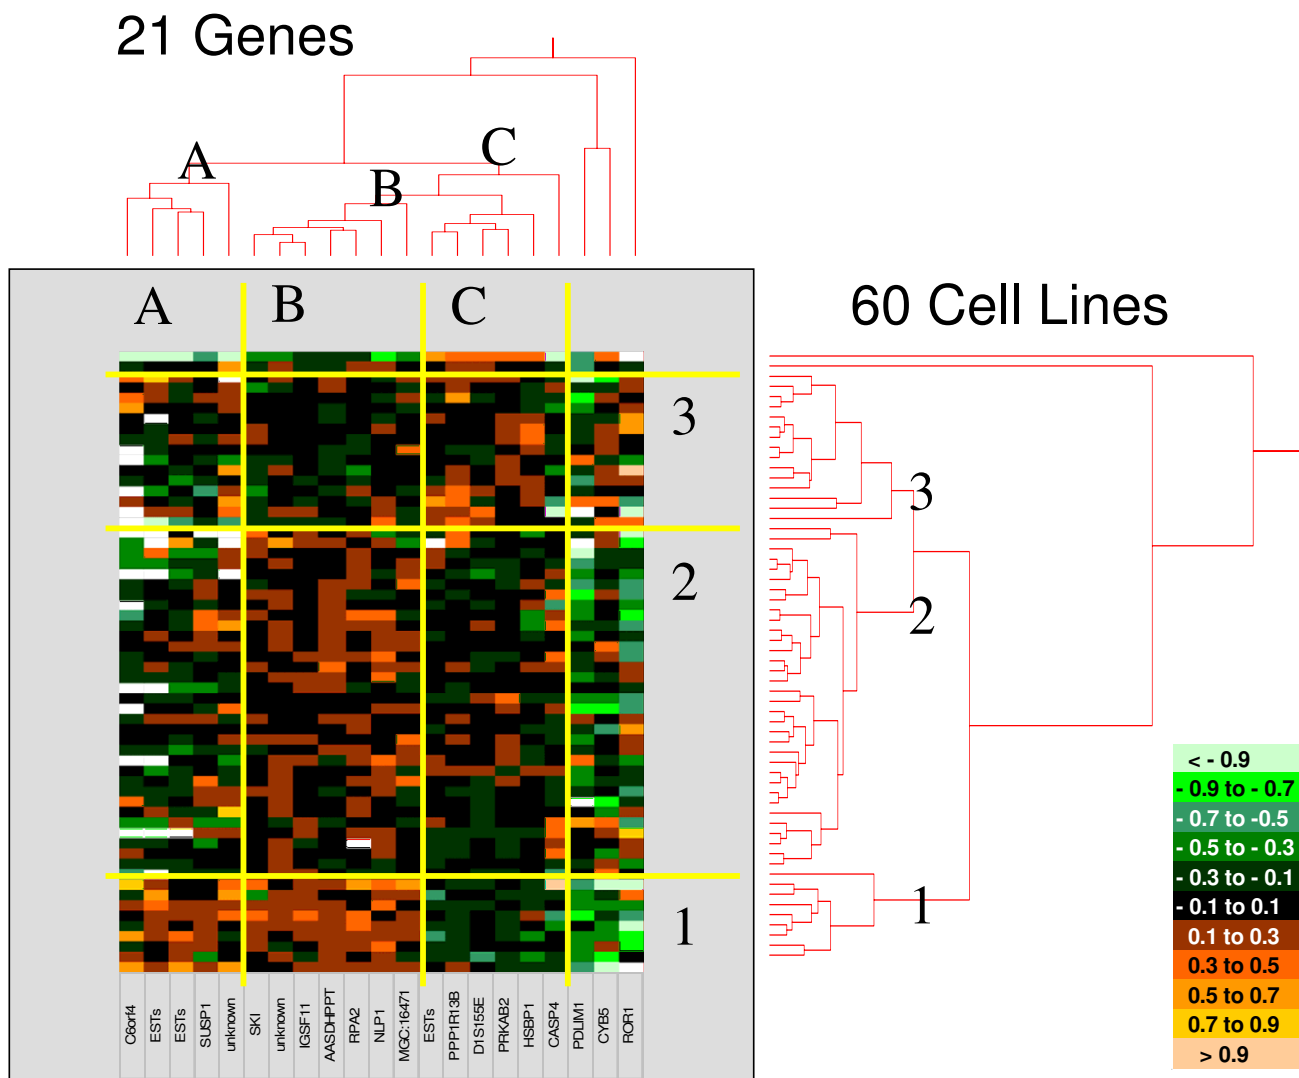 21 Genes
A
C
B
A
B
C
60 Cell Lines
3
3
2
2
1
1
< - 0.9
- 0.9 to - 0.7
- 0.7 to -0.5
- 0.5 to - 0.3
- 0.3 to - 0.1
- 0.1 to 0.1
0.1 to 0.3
0.3 to 0.5
0.5 to 0.7
0.7 to 0.9
> 0.9
C6orf4
ESTs
ESTs
SUSP1
unknown
SKI
unknown
IGSF11
AASDHPPT
RPA2
NLP1
MGC:16471
ESTs
PPP1R13B
D1S155E
PRKAB2
HSBP1
CASP4
PDLIM1
CYB5
ROR1